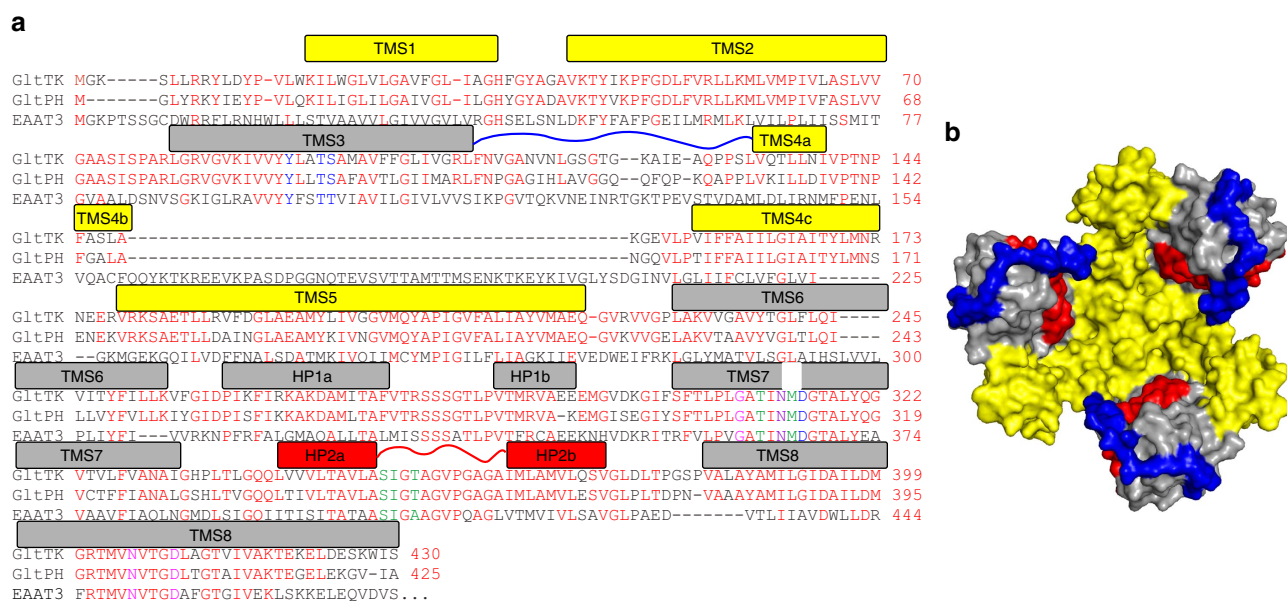 a
TMS1 TMS2
GltTK MGK-----SLLRRYLDYP-VLWKILWGLVLGAVFGL-IAGHFGYAGAVKTYIKPFGDLFVRLLKMLVMPIVLASLVV 70
GltPH M-------GLYRKYIEYP-VLQKILIGLILGAIVGL-ILGHYGYADAVKTYVKPFGDLFVRLLKMLVMPIVFASLVV 68
EAAT3 MGKPTSSGCDWRRFLRNHWLLLSTVAAVVLGIVVGVLVRGHSELSNLDKFYFAFPGEILMRMLKLVILPLIISSMIT 77
TMS3 TMS4a
GltTK GAASISPARLGRVGVKIVVYYLATSAMAVFFGLIVGRLFNVGANVNLGSGTG--KAIE-AQPPSLVQTLLNIVPTNP 144
GltPH GAASISPARLGRVGVKIVVYYLLTSAFAVTLGIIMARLFNPGAGIHLAVGGQ--QFQP-KQAPPLVKILLDIVPTNP 142
EAAT3 GVAALDSNVSGKIGLRAVVYYFSTTVIAVILGIVLVVSIKPGVTQKVNEINRTGKTPEVSTVDAMLDLIRNMFPENL 154
TMS4b TMS4c
GltTK FASLA-----------------------------------------------KGEVLPVIFFAIILGIAITYLMNR 173
GltPH FGALA-----------------------------------------------NGQVLPTIFFAIILGIAITYLMNS 171
EAAT3 VQACFQQYKTKREEVKPASDPGGNQTEVSVTTAMTTMSENKTKEYKIVGLYSDGINVLGLIIFCLVFGLVI------ 225
TMS5 TMS6
GltTK NEERVRKSAETLLRVFDGLAEAMYLIVGGVMQYAPIGVFALIAYVMAEQ-GVRVVGPLAKVVGAVYTGLFLQI---- 245
GltPH ENEKVRKSAETLLDAINGLAEAMYKIVNGVMQYAPIGVFALIAYVMAEQ-GVKVVGELAKVTAAVYVGLTLQI---- 243
EAAT3 --GKMGEKGQILVDFFNALSDATMKIVQIIMCYMPIGILFLIAGKIIEVEDWEIFRKLGLYMATVLSGLAIHSLVVL 300
TMS6 HP1a HP1b TMS7
GltTK VITYFILLKVFGIDPIKFIRKAKDAMITAFVTRSSSGTLPVTMRVAEEEMGVDKGIFSFTLPLGATINMDGTALYQG 322
GltPH LLVYFVLLKIYGIDPISFIKKAKDAMLTAFVTRSSSGTLPVTMRVA-KEMGISEGIYSFTLPLGATINMDGTALYQG 319
EAAT3 PLIYFI---VVRKNPFRFALGMAQALLTALMISSSSATLPVTFRCAEEKNHVDKRITRFVLPVGATINMDGTALYEA 374
TMS7 HP2a HP2b TMS8
GltTK VTVLFVANAIGHPLTLGQQLVVVLTAVLASIGTAGVPGAGAIMLAMVLQSVGLDLTPGSPVALAYAMILGIDAILDM 399
GltPH VCTFFIANALGSHLTVGQQLTIVLTAVLASIGTAGVPGAGAIMLAMVLESVGLPLTDPN-VAAAYAMILGIDAILDM 395
EAAT3 VAAVFIAQLNGMDLSIGQIITISITATAASIGAAGVPQAGLVTMVIVLSAVGLPAED-------VTLIIAVDWLLDR 444
TMS8
GltTK GRTMVNVTGDLAGTVIVAKTEKELDESKWIS 430
GltPH GRTMVNVTGDLTGTAIVAKTEGELEKGV-IA 425
EAAT3 FRTMVNVTGDAFGTGIVEKLSKKELEQVDVS...
b